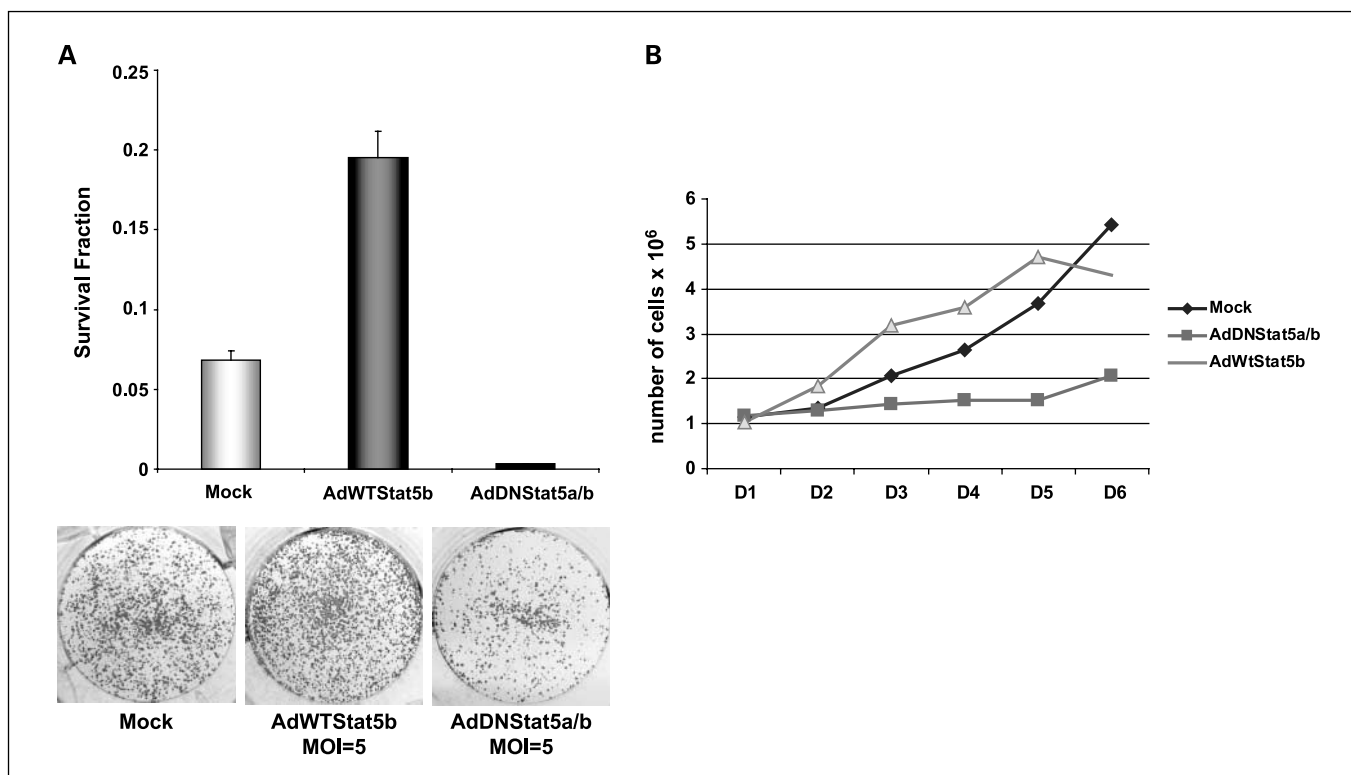 A
0.25
0.2
0.15
0.1
0.05
0
Survival Fraction
Mock
AdWTStat5b
AdDNStat5a/b
Mock
AdWTStat5b
MOI=5
AdDNStat5a/b
MOI=5
B
6
5
4
3
2
1
0
number of cells x 10⁶
D1
D2
D3
D4
D5
D6
Mock
AdDNStat5a/b
AdWtStat5b